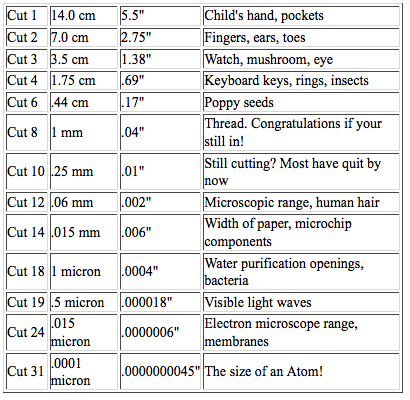 Cut 1 14.0 cm 5.5" Child's hand, pockets
Cut 2 7.0 cm 2.75" Fingers, ears, toes
Cut 3 3.5 cm 1.38" Watch, mushroom, eye
Cut 4 1.75 cm .69" Keyboard keys, rings, insects
Cut 6 .44 cm .17" Poppy seeds
Cut 8 1 mm .04" Thread. Congratulations if your
still in!
Cut 10 .25 mm .01" Still cutting? Most have quit by
now
Cut 12 .06 mm .002" Microscopic range, human hair
Cut 14 .015 mm .006" Width of paper, microchip
components
Cut 18 1 micron .0004" Water purification openings,
bacteria
Cut 19 .5 micron .000018" Visible light waves
Cut 24 .015
micron .0000006" Electron microscope range,
membranes
Cut 31 .0001
micron .0000000045" The size of an Atom!